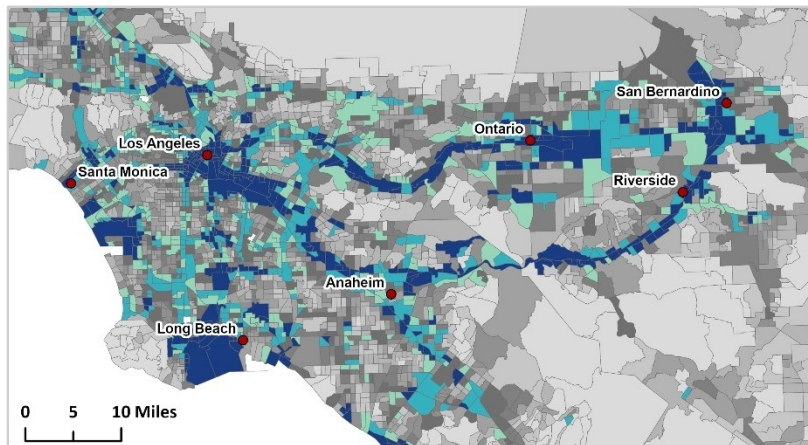 San Bernardino
Los Angeles
Ontario
Santa Monica
Riverside
Anaheim
Long Beach
0 5 10 Miles